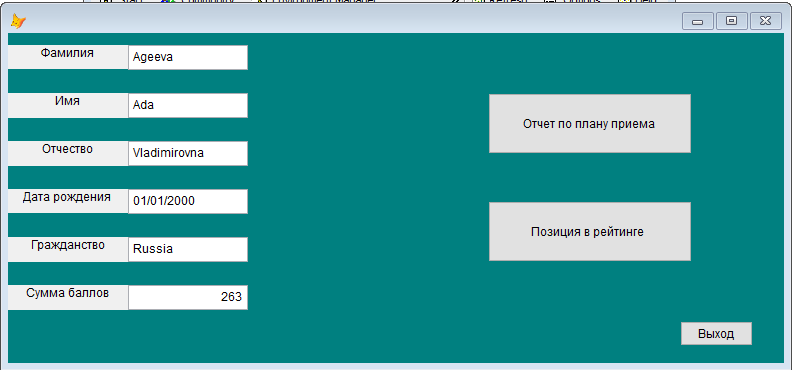 Фамилия Ageeva
Имя Ada
Отчество Vladimirovna
Дата рождения 01/01/2000
Гражданство Russia
Сумма баллов 263
Отчет по плану приема
Позиция в рейтинге
Выход